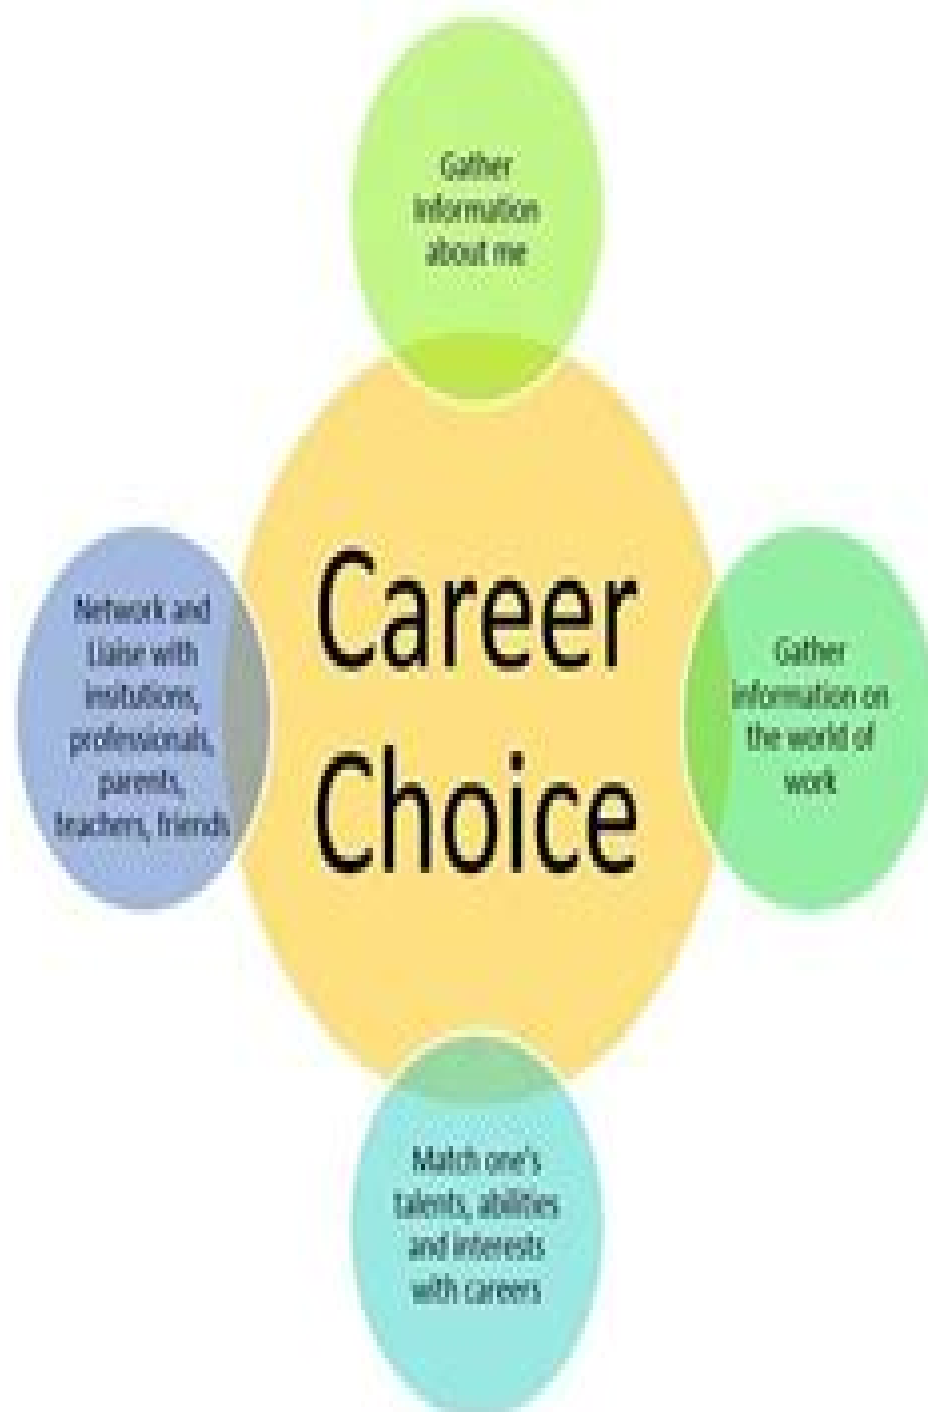 Gather
Information
about me
Career
Choice
Network and
Liaise with
insitutions,
professionals,
parents,
teachers, friends
Gather
information on
the world of
work
Match one's
talents, abilities
and interests
with careers